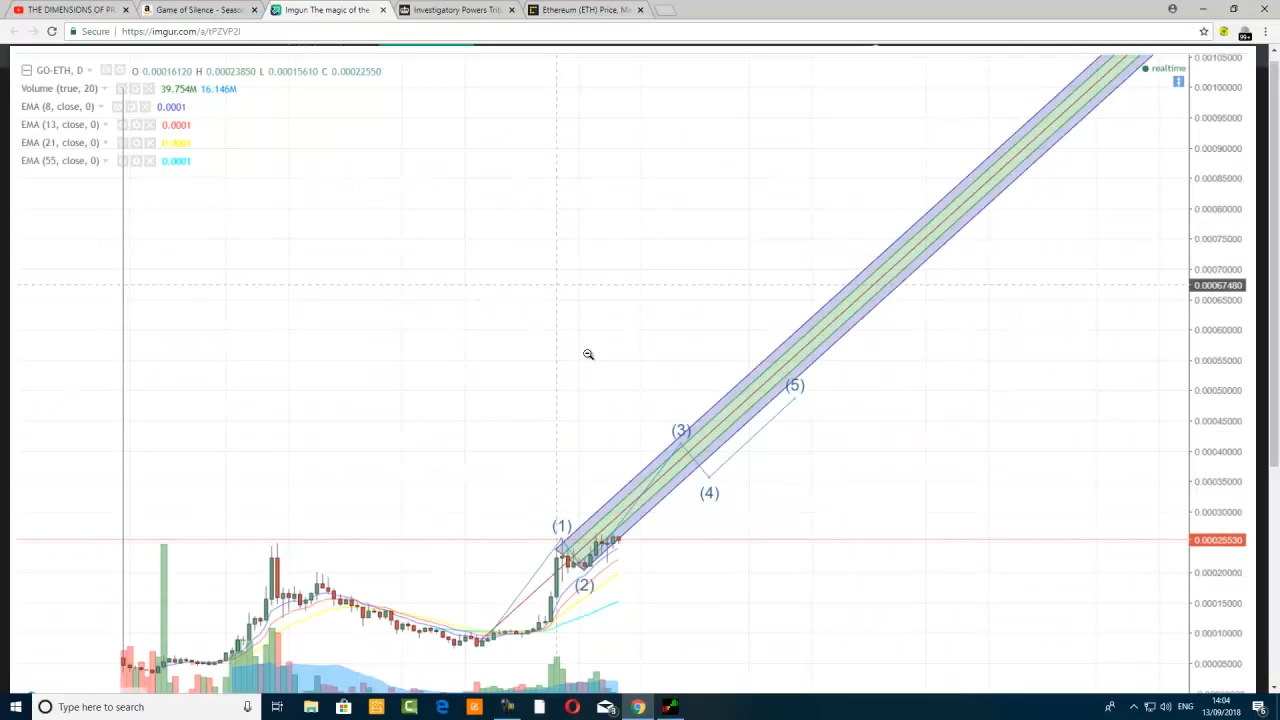 THE DIMENSIONS OF PR
Game of Silence - Seaso
Imgur: The magic of the
Investigatory Powers Trib
Ethereum (ETH) Price, Ma
Secure
https://imgur.com/a/tPZVP2I
99+
GO-ETH, D
O 0.00016120 H 0.00023850 L 0.00015610 C 0.00022550
Volume (true, 20)
39.754M 16.146M
EMA (8, close, 0)
0.0001
EMA (13, close, 0)
0.0001
EMA (21, close, 0)
0.0001
EMA (55, close, 0)
0.0001
realtime
0.00105000
0.00100000
0.00095000
0.00090000
0.00085000
0.00080000
0.00075000
0.00070000
0.00067480
0.00065000
0.00060000
0.00055000
0.00050000
0.00045000
0.00040000
0.00035000
0.00030000
0.00025530
0.00020000
0.00015000
0.00010000
0.00005000
(1)
(2)
(3)
(4)
(5)
Type here to search
ENG
14:04
13/09/2018